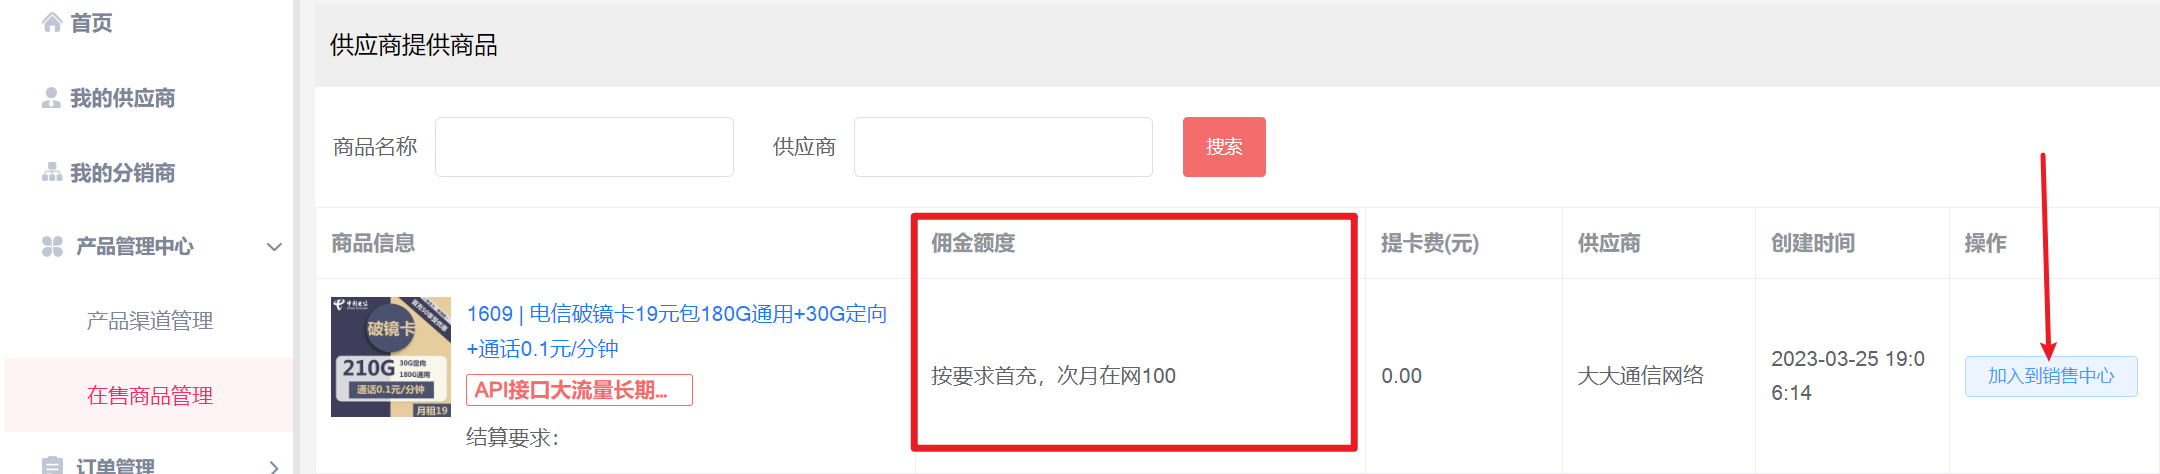 首页
我的供应商
我的分销商
产品管理中心
产品渠道管理
在售商品管理
订单管理
供应商提供商品
商品名称
供应商
搜索
商品信息
佣金额度
提卡费(元)
供应商
创建时间
操作
中国电信
破镜卡
210G
30G定向
180G通用
通话0.1元/分钟
月租19
1609 | 电信破镜卡19元包180G通用+30G定向
+通话0.1元/分钟
API接口大流量长期...
结算要求：
按要求首充，次月在网100
0.00
大大通信网络
2023-03-25 19:0
6:14
加入到销售中心